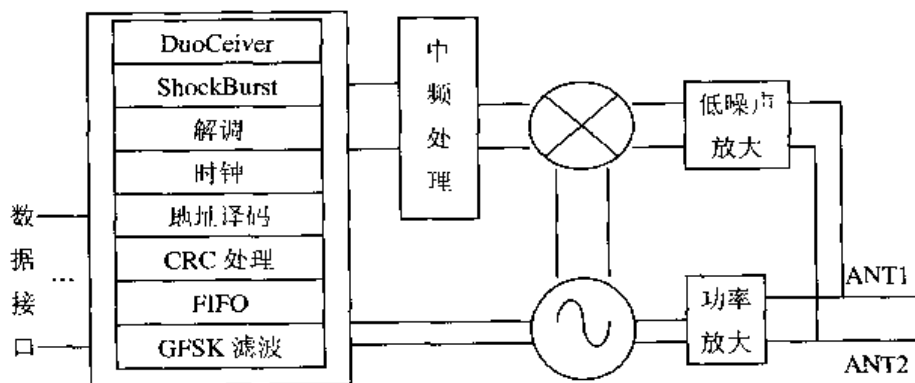 DuoCeiver
ShockBurst
解调
时钟
地址译码
CRC 处理
FIFO
GFSK 滤波
数据接口
...
中频处理
低噪声
放大
功率
放大
ANT1
ANT2